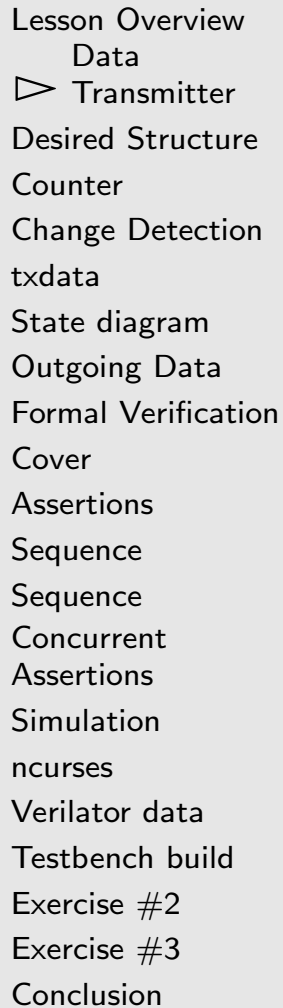 Lesson Overview
Data
Transmitter
Desired Structure
Counter
Change Detection
txdata
State diagram
Outgoing Data
Formal Verification
Cover
Assertions
Sequence
Sequence
Concurrent
Assertions
Simulation
ncurses
Verilator data
Testbench build
Exercise #2
Exercise #3
Conclusion